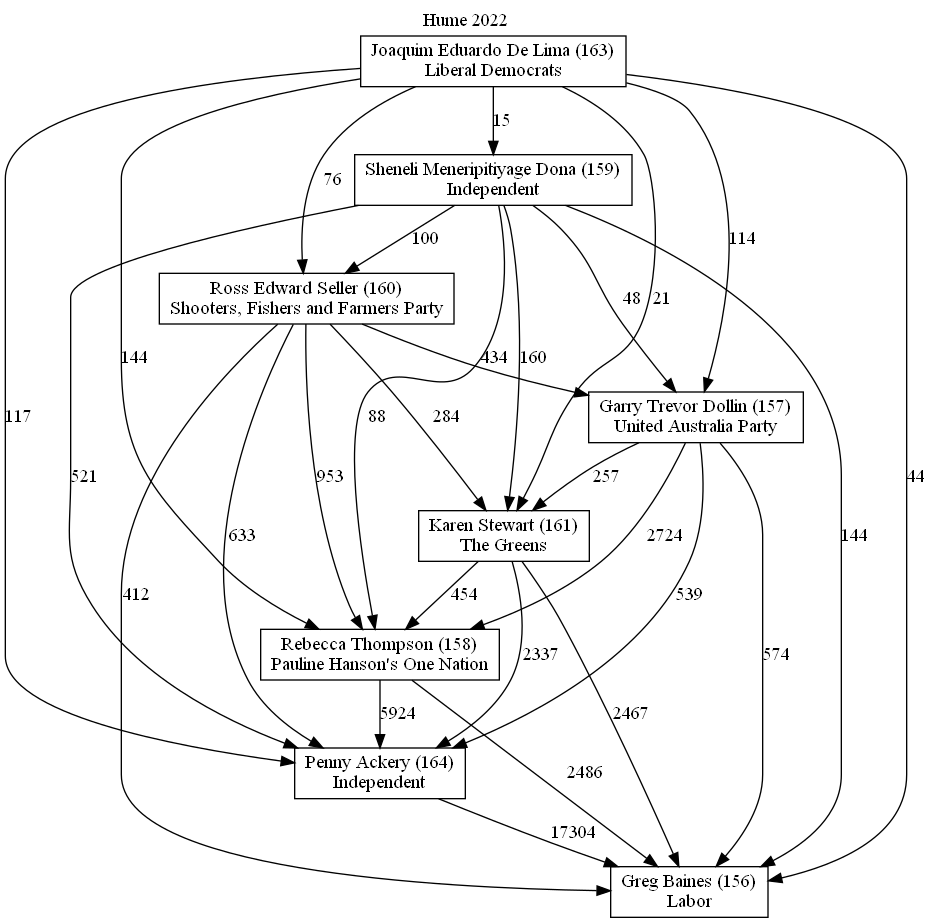 Hume 2022
Joaquim Eduardo De Lima (163)
Liberal Democrats
15
Sheneli Meneripitiyage Dona (159)
Independent
76
100
114
Ross Edward Seller (160)
Shooters, Fishers and Farmers Party
48
21
144
434
160
117
88
284
Garry Trevor Dollin (157)
United Australia Party
521
953
257
44
Karen Stewart (161)
The Greens
633
2724
144
412
454
539
Rebecca Thompson (158)
Pauline Hanson's One Nation
2337
574
5924
2467
Penny Ackery (164)
Independent
2486
17304
Greg Baines (156)
Labor